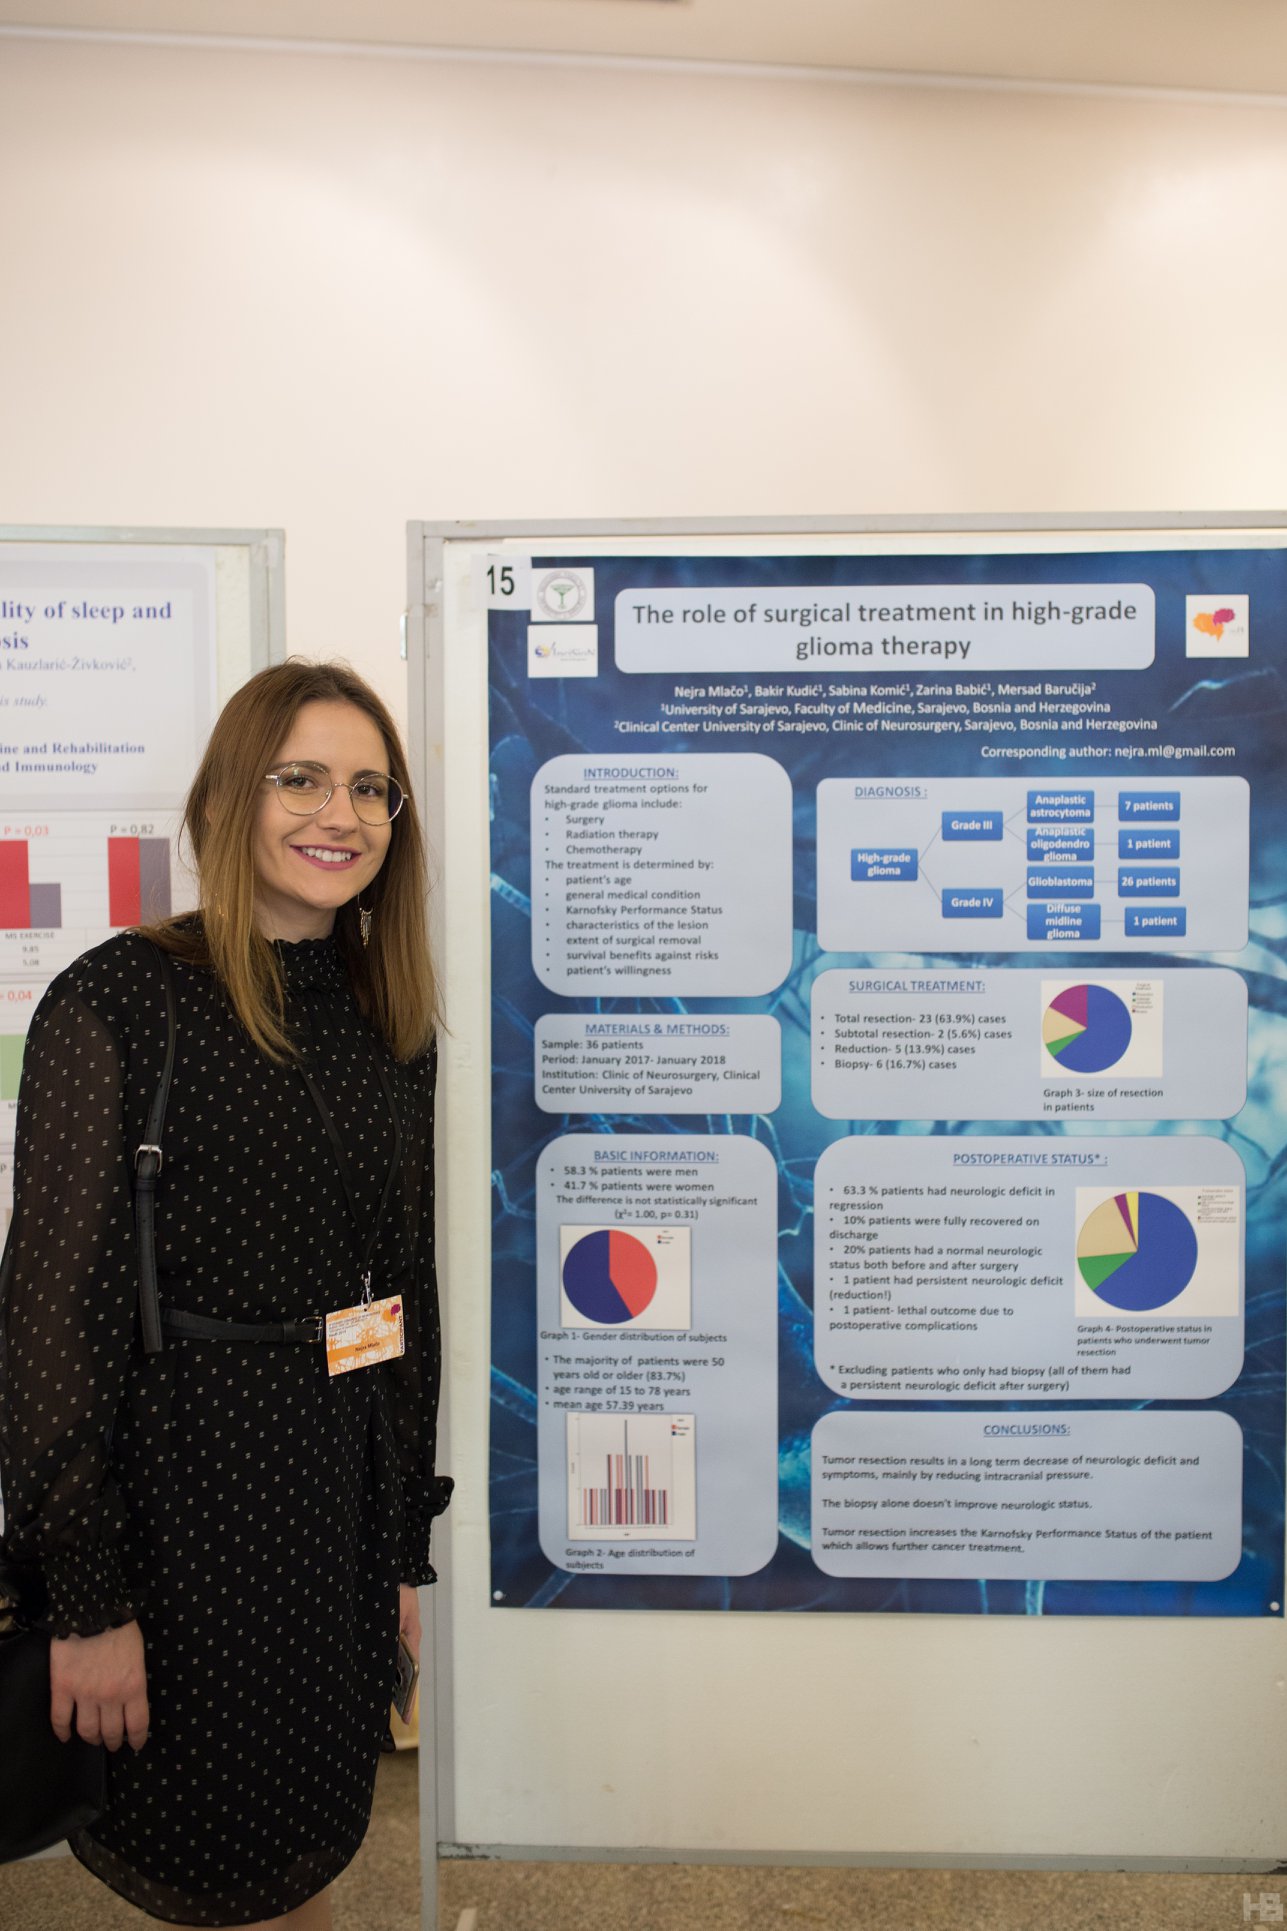 lity of sleep and
osis
Kauzlarić-Živković²,
is study.
ine and Rehabilitation
d Immunology
P = 0,03
P = 0,82
MS EXERCISE
9,85
5,08
= 0,04
15
The role of surgical treatment in high-grade
glioma therapy
Nejra Mlačo¹, Bakir Kudić¹, Sabina Komić¹, Zarina Babić¹, Mersad Baručija²
¹University of Sarajevo, Faculty of Medicine, Sarajevo, Bosnia and Herzegovina
²Clinical Center University of Sarajevo, Clinic of Neurosurgery, Sarajevo, Bosnia and Herzegovina
Corresponding author: nejra.ml@gmail.com
INTRODUCTION:
Standard treatment options for
high-grade glioma include:
• Surgery
• Radiation therapy
• Chemotherapy
The treatment is determined by:
• patient's age
• general medical condition
• Karnofsky Performance Status
• characteristics of the lesion
• extent of surgical removal
• survival benefits against risks
• patient's willingness
MATERIALS & METHODS:
Sample: 36 patients
Period: January 2017- January 2018
Institution: Clinic of Neurosurgery, Clinical
Center University of Sarajevo
BASIC INFORMATION:
• 58.3 % patients were men
• 41.7 % patients were women
The difference is not statistically significant
(χ²= 1.00, p= 0.31)
Graph 1- Gender distribution of subjects
• The majority of patients were 50
years old or older (83.7%)
• age range of 15 to 78 years
• mean age 57.39 years
Graph 2- Age distribution of
subjects
DIAGNOSIS :
High-grade
glioma
Grade III
Anaplastic
astrocytoma
7 patients
Anaplastic
oligodendro
glioma
1 patient
Grade IV
Glioblastoma
26 patients
Diffuse
midline
glioma
1 patient
SURGICAL TREATMENT:
• Total resection- 23 (63.9%) cases
• Subtotal resection- 2 (5.6%) cases
• Reduction- 5 (13.9%) cases
• Biopsy- 6 (16.7%) cases
Graph 3- size of resection
in patients
POSTOPERATIVE STATUS* :
• 63.3 % patients had neurologic deficit in
regression
• 10% patients were fully recovered on
discharge
• 20% patients had a normal neurologic
status both before and after surgery
• 1 patient had persistent neurologic deficit
(reduction!)
• 1 patient- lethal outcome due to
postoperative complications
Graph 4- Postoperative status in
patients who underwent tumor
resection
* Excluding patients who only had biopsy (all of them had
a persistent neurologic deficit after surgery)
CONCLUSIONS:
Tumor resection results in a long term decrease of neurologic deficit and
symptoms, mainly by reducing intracranial pressure.
The biopsy alone doesn't improve neurologic status.
Tumor resection increases the Karnofsky Performance Status of the patient
which allows further cancer treatment.
Nejra Mlačo
PARTICIPANT
HB